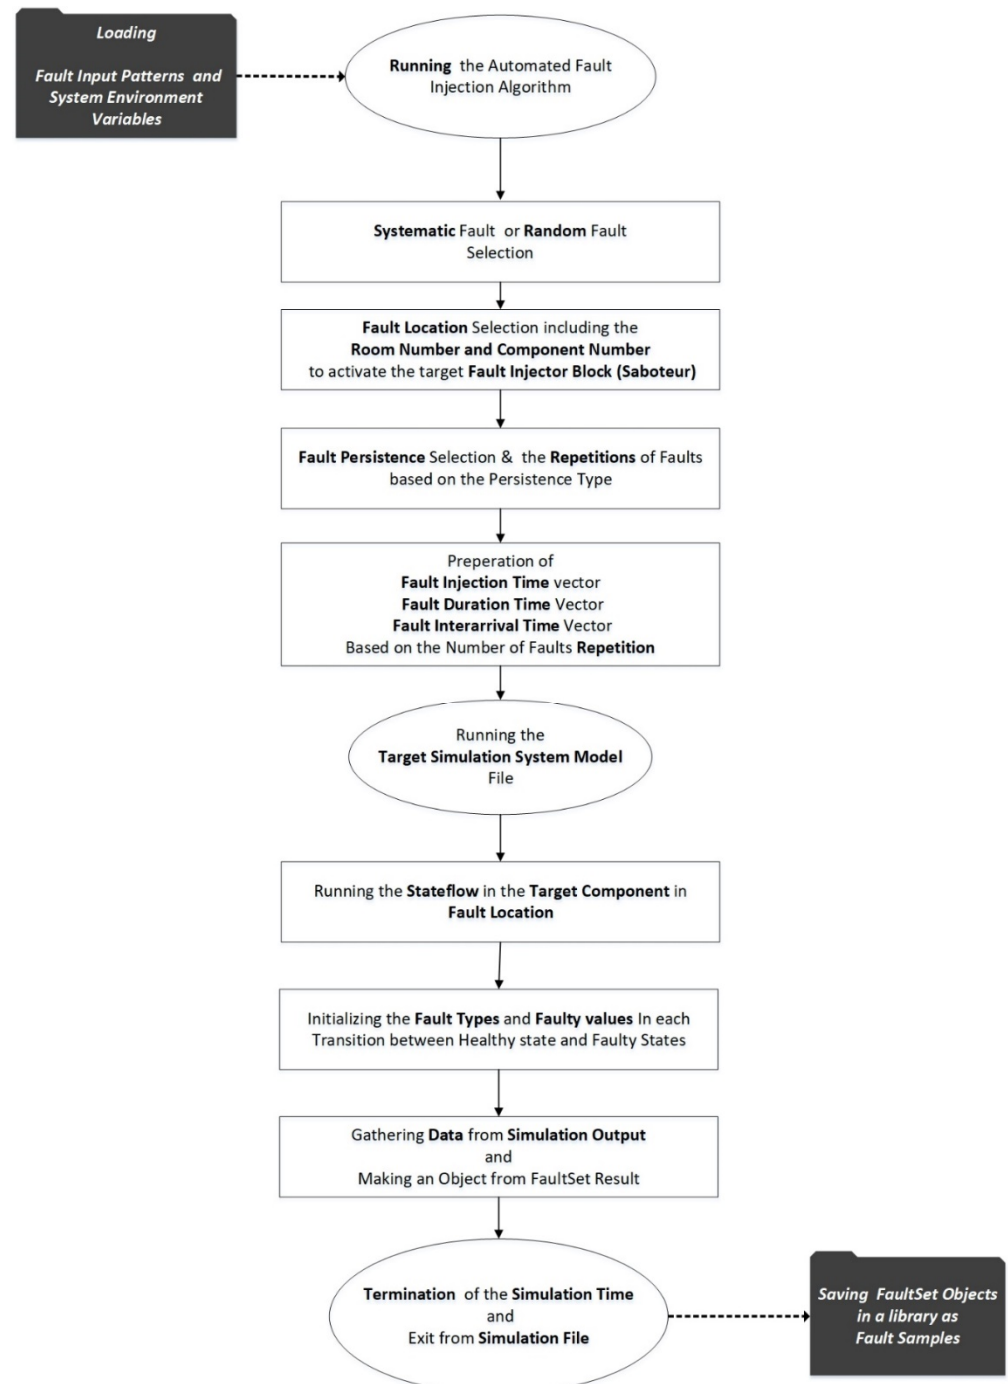 Loading
Fault Input Patterns and
System Environment
Variables
Running the Automated Fault
Injection Algorithm
Systematic Fault or Random Fault
Selection
Fault Location Selection including the
Room Number and Component Number
to activate the target Fault Injector Block (Saboteur)
Fault Persistence Selection & the Repetitions of Faults
based on the Persistence Type
Preperation of
Fault Injection Time vector
Fault Duration Time Vector
Fault Interarrival Time Vector
Based on the Number of Faults Repetition
Running the
Target Simulation System Model
File
Running the Stateflow in the Target Component in
Fault Location
Initializing the Fault Types and Faulty values In each
Transition between Healthy state and Faulty States
Gathering Data from Simulation Output
and
Making an Object from FaultSet Result
Termination of the Simulation Time
and
Exit from Simulation File
Saving FaultSet Objects
in a library as
Fault Samples